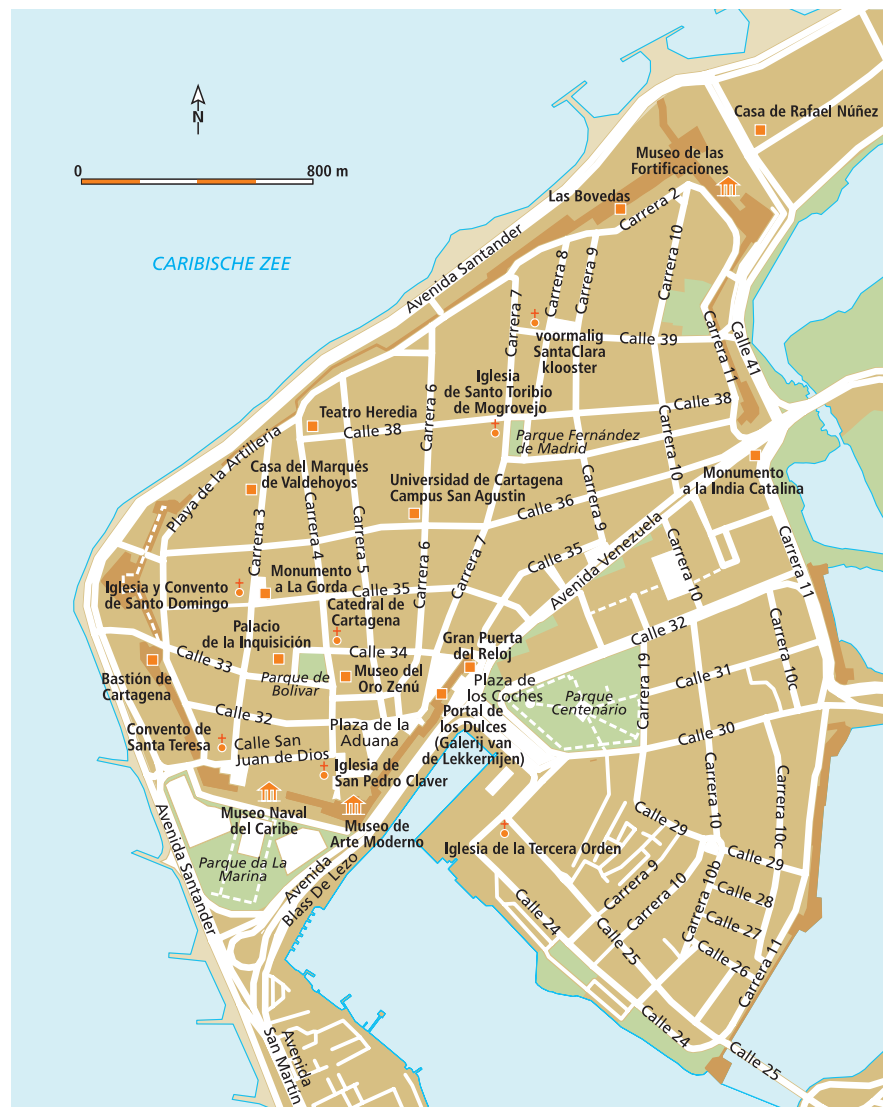 N
0
800 m
CARIBISCHE ZEE
Casa de Rafael Núñez
Museo de las
Fortificaciones
Las Bovedas
Carrera 2
Carrera 10
Avenida Santander
Carrera 8
Carrera 9
Carrera 7
voormalig
SantaClara
klooster
Calle 39
Carrera 11
Calle 41
Iglesia
de Santo Toribio
de Mogrovejo
Carrera 6
Teatro Heredia
Calle 38
Calle 38
Parque Fernández
de Madrid
Carrera 10
Monumento
a la India Catalina
Playa de la Artilleria
Casa del Marqués
de Valdehoyos
Universidad de Cartagena
Campus San Agustin
Calle 36
Carrera 9
Carrera 3
Carrera 4
Carrera 5
Carrera 6
Carrera 7
Calle 35
Avenida Venezuela
Carrera 10
Carrera 11
Iglesia y Convento
de Santo Domingo
Monumento
a La Gorda
Calle 35
Catedral de
Cartagena
Palacio
de la Inquisición
Calle 34
Gran Puerta
del Reloj
Calle 32
Carrera 19
Carrera 10c
Calle 33
Bastión de
Cartagena
Parque de
Bolivar
Museo del
Oro Zenú
Plaza de
los Coches
Parque
Centenário
Calle 31
Calle 32
Plaza de la
Aduana
Portal de
los Dulces
(Galerij van
de Lekkernijen)
Calle 30
Convento de
Santa Teresa
Calle San
Juan de Dios
Iglesia de
San Pedro Claver
Carrera 10
Carrera 10c
Museo Naval
del Caribe
Museo de
Arte Moderno
Iglesia de la Tercera Orden
Calle 29
Calle 29
Avenida Santander
Parque da La
Marina
Avenida
Blass De Lezo
Carrera 9
Carrera 10
Carrera 10b
Calle 28
Calle 27
Calle 26
Carrera 11
Calle 24
Calle 25
Calle 24
Calle 25
Avenida
San Martín